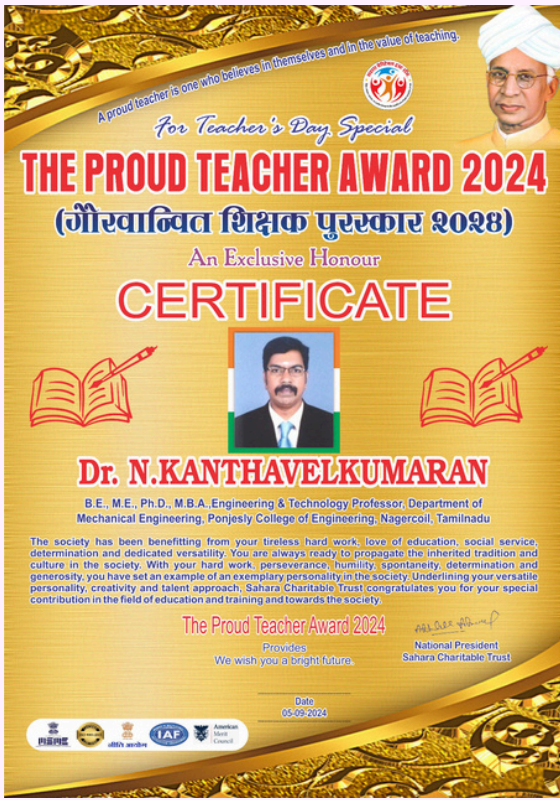 A proud teacher is one who believes in themselves and in the value of teaching.
For Teacher's Day Special
THE PROUD TEACHER AWARD 2024
(गौरवान्वित शिक्षक पुरस्कार २०२४)
An Exclusive Honour
CERTIFICATE
Dr. N.KANTHAVELKUMARAN
B.E., M.E., Ph.D., M.B.A.,Engineering & Technology Professor, Department of
Mechanical Engineering, Ponjesly College of Engineering, Nagercoil, Tamilnadu
The society has been benefitting from your tireless hard work, love of education, social service,
determination and dedicated versatility. You are always ready to propagate the inherited tradition and
culture in the society. With your hard work, perseverance, humility, spontaneity, determination and
generosity, you have set an example of an exemplary personality in the society. Underlining your versatile
personality, creativity and talent approach, Sahara Charitable Trust congratulates you for your special
contribution in the field of education and training and towards the society.
The Proud Teacher Award 2024
Provides
We wish you a bright future.
National President
Sahara Charitable Trust
Date
05-09-2024
नीति आयोग
IAF
American
Merit
Council